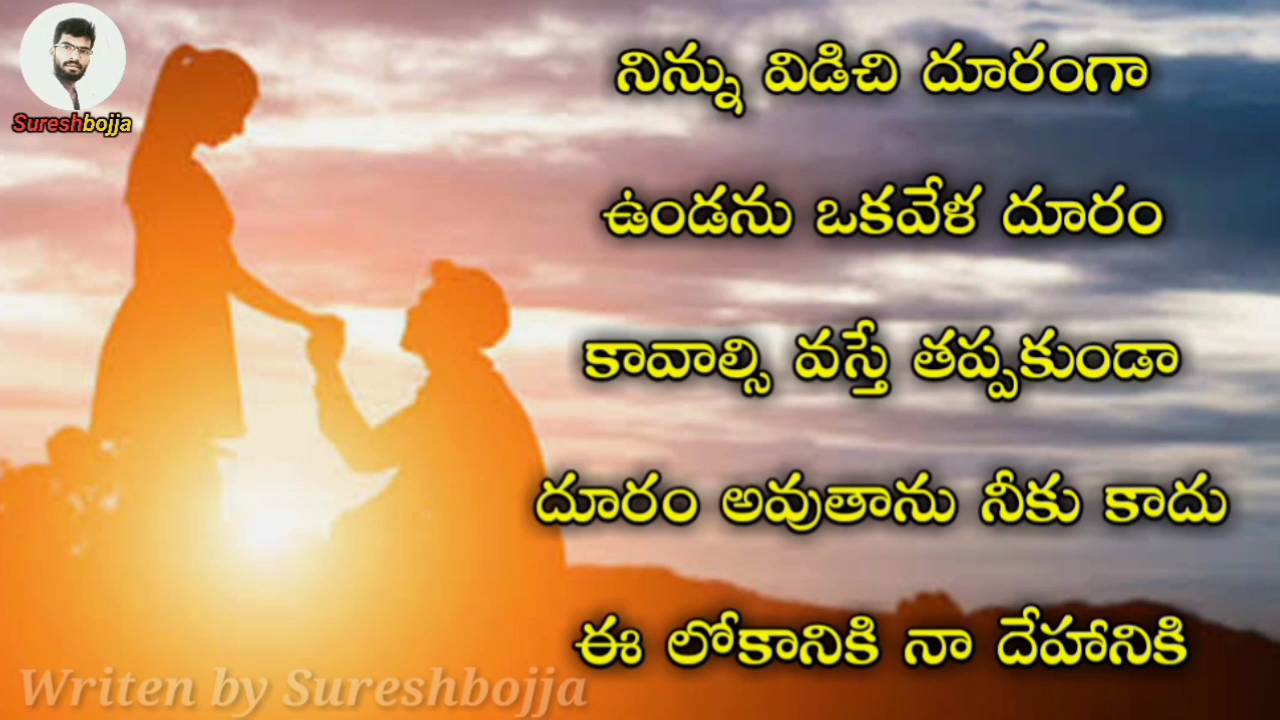 Sureshbojja
నిన్ను విడిచి దూరంగా
ఉండను ఒకవేళ దూరం
కావాల్సి వస్తే తప్పకుండా
దూరం అవుతాను నీకు కాదు
ఈ లోకానికి నా దేహానికి
Writen by Sureshbojja